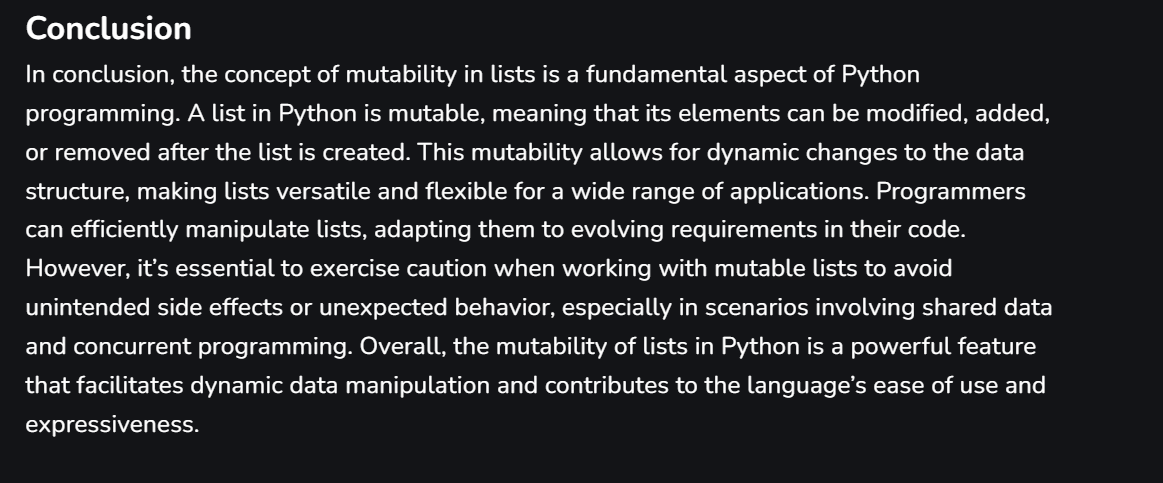 Conclusion
In conclusion, the concept of mutability in lists is a fundamental aspect of Python
programming. A list in Python is mutable, meaning that its elements can be modified, added,
or removed after the list is created. This mutability allows for dynamic changes to the data
structure, making lists versatile and flexible for a wide range of applications. Programmers
can efficiently manipulate lists, adapting them to evolving requirements in their code.
However, it’s essential to exercise caution when working with mutable lists to avoid
unintended side effects or unexpected behavior, especially in scenarios involving shared data
and concurrent programming. Overall, the mutability of lists in Python is a powerful feature
that facilitates dynamic data manipulation and contributes to the language’s ease of use and
expressiveness.